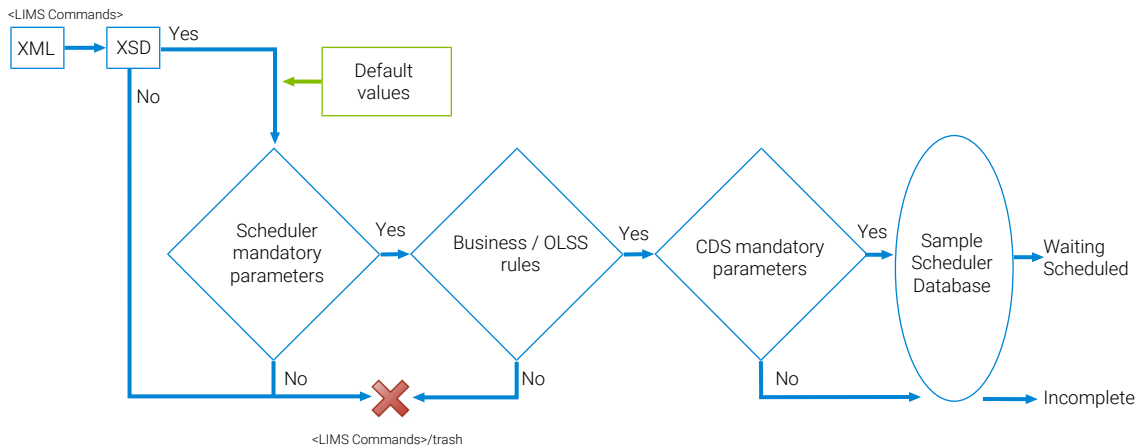 <LIMS Commands>
XML
XSD
Yes
No
Default
values
Scheduler
mandatory
parameters
Yes
No
Business / OLSS
rules
Yes
No
CDS mandatory
parameters
Yes
No
Sample
Scheduler
Database
Waiting
Scheduled
Incomplete
<LIMS Commands>/trash